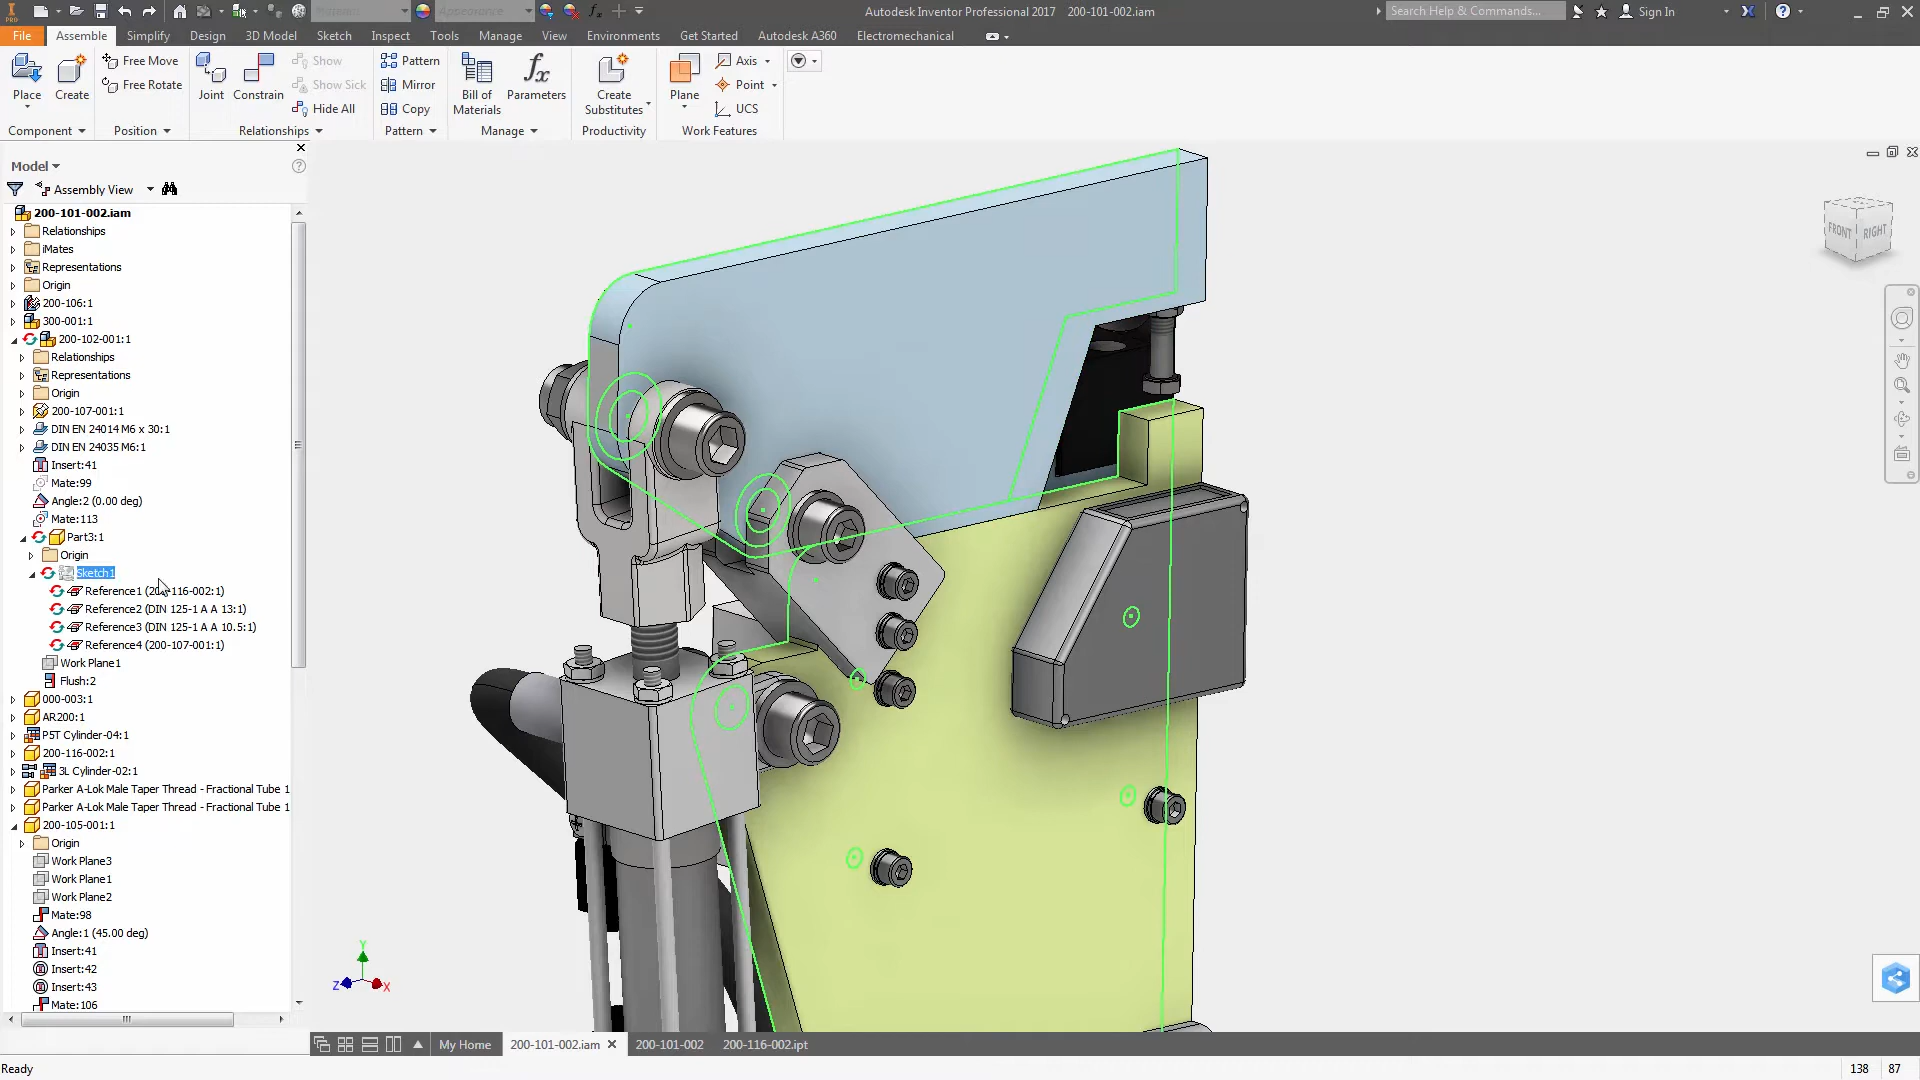 Autodesk Inventor Professional 2017 200-101-002.iam
Search Help & Commands...
Sign In
File Assemble Simplify Design 3D Model Sketch Inspect Tools Manage View Environments Get Started Autodesk A360 Electromechanical
Place
Create
Free Move
Free Rotate
Joint
Constrain
Show
Show Sick
Hide All
Pattern
Mirror
Copy
Bill of
Materials
Parameters
Create
Substitutes
Plane
Axis
Point
UCS
Component Position Relationships Pattern Manage Productivity Work Features
Model
Assembly View
200-101-002.iam
Relationships
iMates
Representations
Origin
200-106:1
300-001:1
200-102-001:1
Relationships
Representations
Origin
200-107-001:1
DIN EN 24014 M6 x 30:1
DIN EN 24035 M6:1
Insert:41
Mate:99
Angle:2 (0.00 deg)
Mate:113
Part3:1
Origin
Sketch1
Reference1 (200-116-002:1)
Reference2 (DIN 125-1 A A 13:1)
Reference3 (DIN 125-1 A A 10.5:1)
Reference4 (200-107-001:1)
Work Plane1
Flush:2
000-003:1
AR200:1
P5T Cylinder-04:1
200-116-002:1
3L Cylinder-02:1
Parker A-Lok Male Taper Thread - Fractional Tube 1
Parker A-Lok Male Taper Thread - Fractional Tube 1
200-105-001:1
Origin
Work Plane3
Work Plane1
Work Plane2
Mate:98
Angle:1 (45.00 deg)
Insert:41
Insert:42
Insert:43
Mate:106
FRONT RIGHT
Y
Z X
My Home 200-101-002.iam 200-101-002 200-116-002.ipt
Ready
138 87